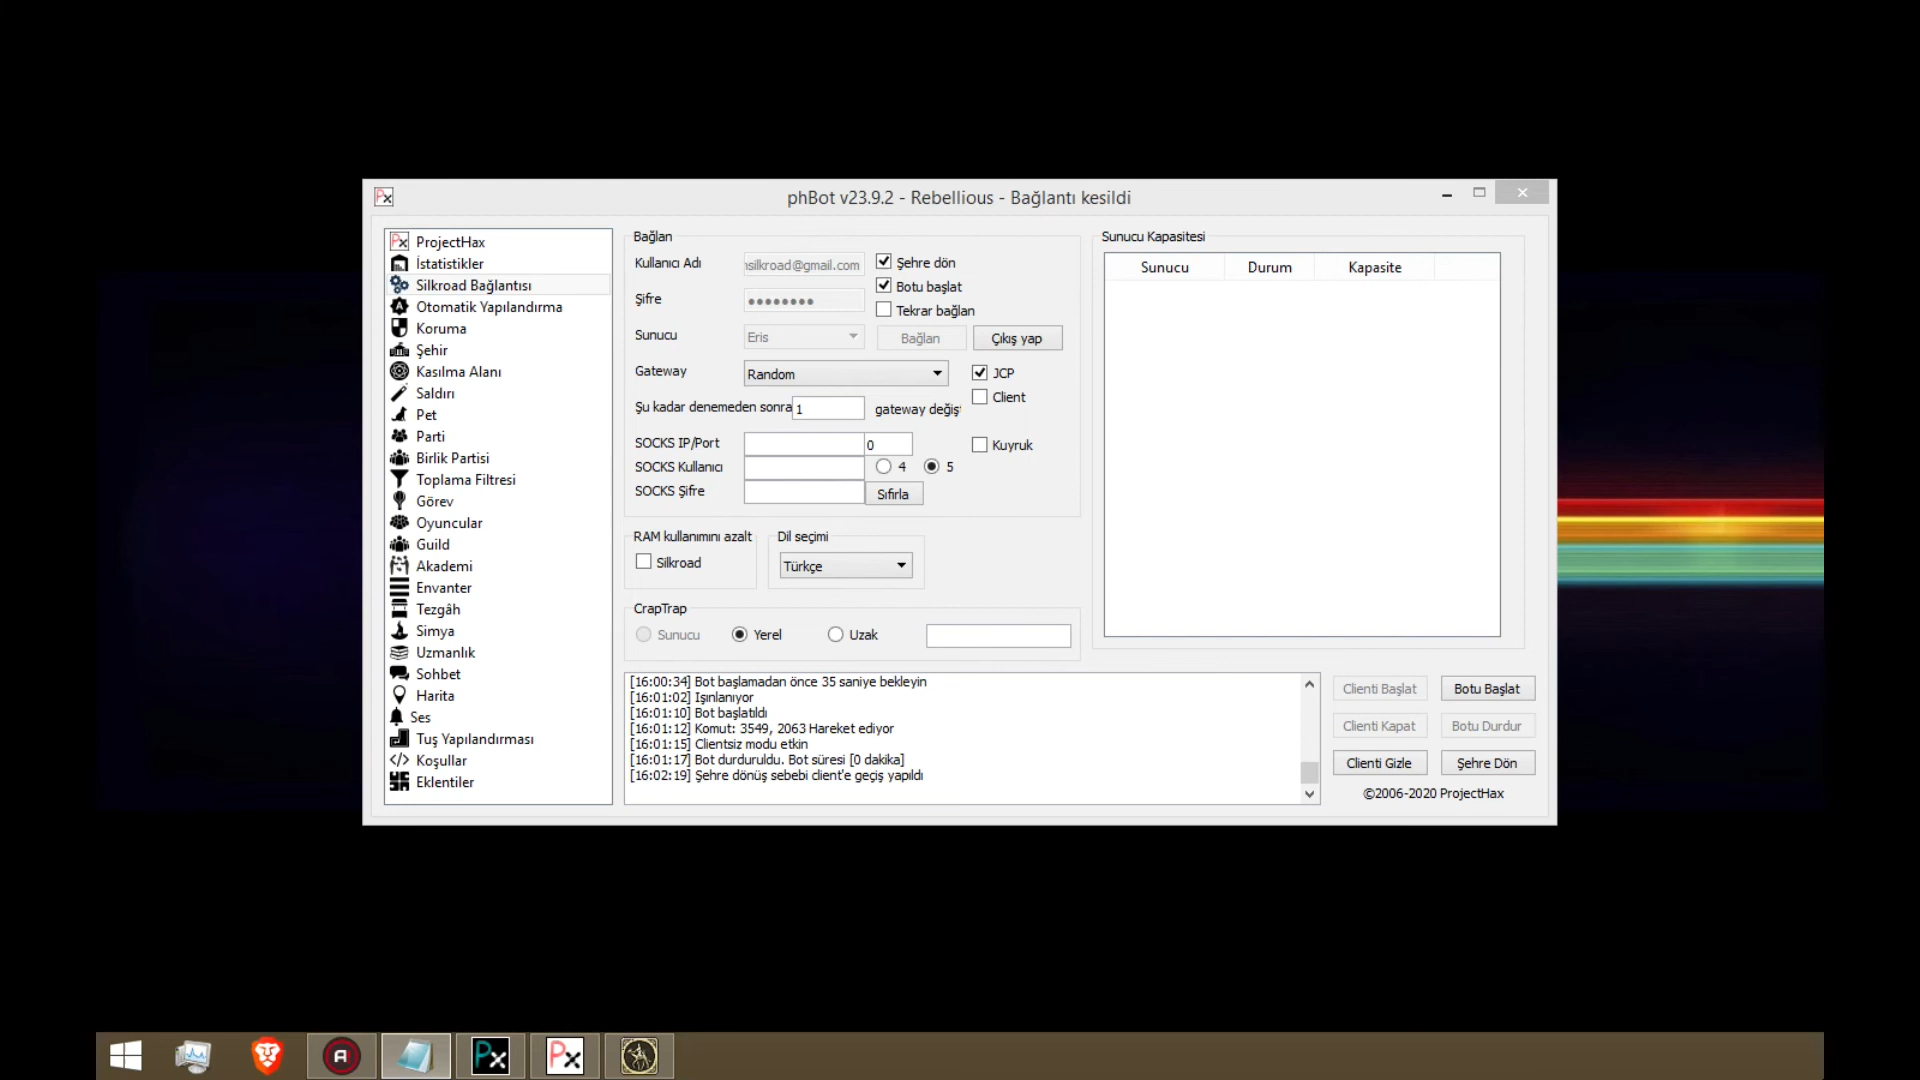 Px
phBot v23.9.2 - Rebellious - Bağlantı kesildi
Px ProjectHax
İstatistikler
Silkroad Bağlantısı
Otomatik Yapılandırma
Koruma
Şehir
Kasılma Alanı
Saldırı
Pet
Parti
Birlik Partisi
Toplama Filtresi
Görev
Oyuncular
Guild
Akademi
Envanter
Tezgâh
Simya
Uzmanlık
Sohbet
Harita
Ses
Tuş Yapılandırması
Koşullar
Eklentiler
Bağlan
Kullanıcı Adı
ısilkroad@gmail.com
Şehre dön
Botu başlat
Şifre
Tekrar bağlan
Sunucu
Eris
Bağlan
Çıkış yap
Gateway
Random
JCP
Client
Şu kadar denemeden sonra
1
gateway değişt
SOCKS IP/Port
0
Kuyruk
SOCKS Kullanıcı
4
5
SOCKS Şifre
Sıfırla
RAM kullanımını azalt
Silkroad
Dil seçimi
Türkçe
CrapTrap
Sunucu
Yerel
Uzak
Sunucu Kapasitesi
Sunucu Durum Kapasite
[16:00:34] Bot başlamadan önce 35 saniye bekleyin
[16:01:02] Işınlanıyor
[16:01:10] Bot başlatıldı
[16:01:12] Komut: 3549, 2063 Hareket ediyor
[16:01:15] Clientsiz modu etkin
[16:01:17] Bot durduruldu. Bot süresi [0 dakika]
[16:02:19] Şehre dönüş sebebi client'e geçiş yapıldı
Clienti Başlat
Botu Başlat
Clienti Kapat
Botu Durdur
Clienti Gizle
Şehre Dön
©2006-2020 ProjectHax
A
Px
Px